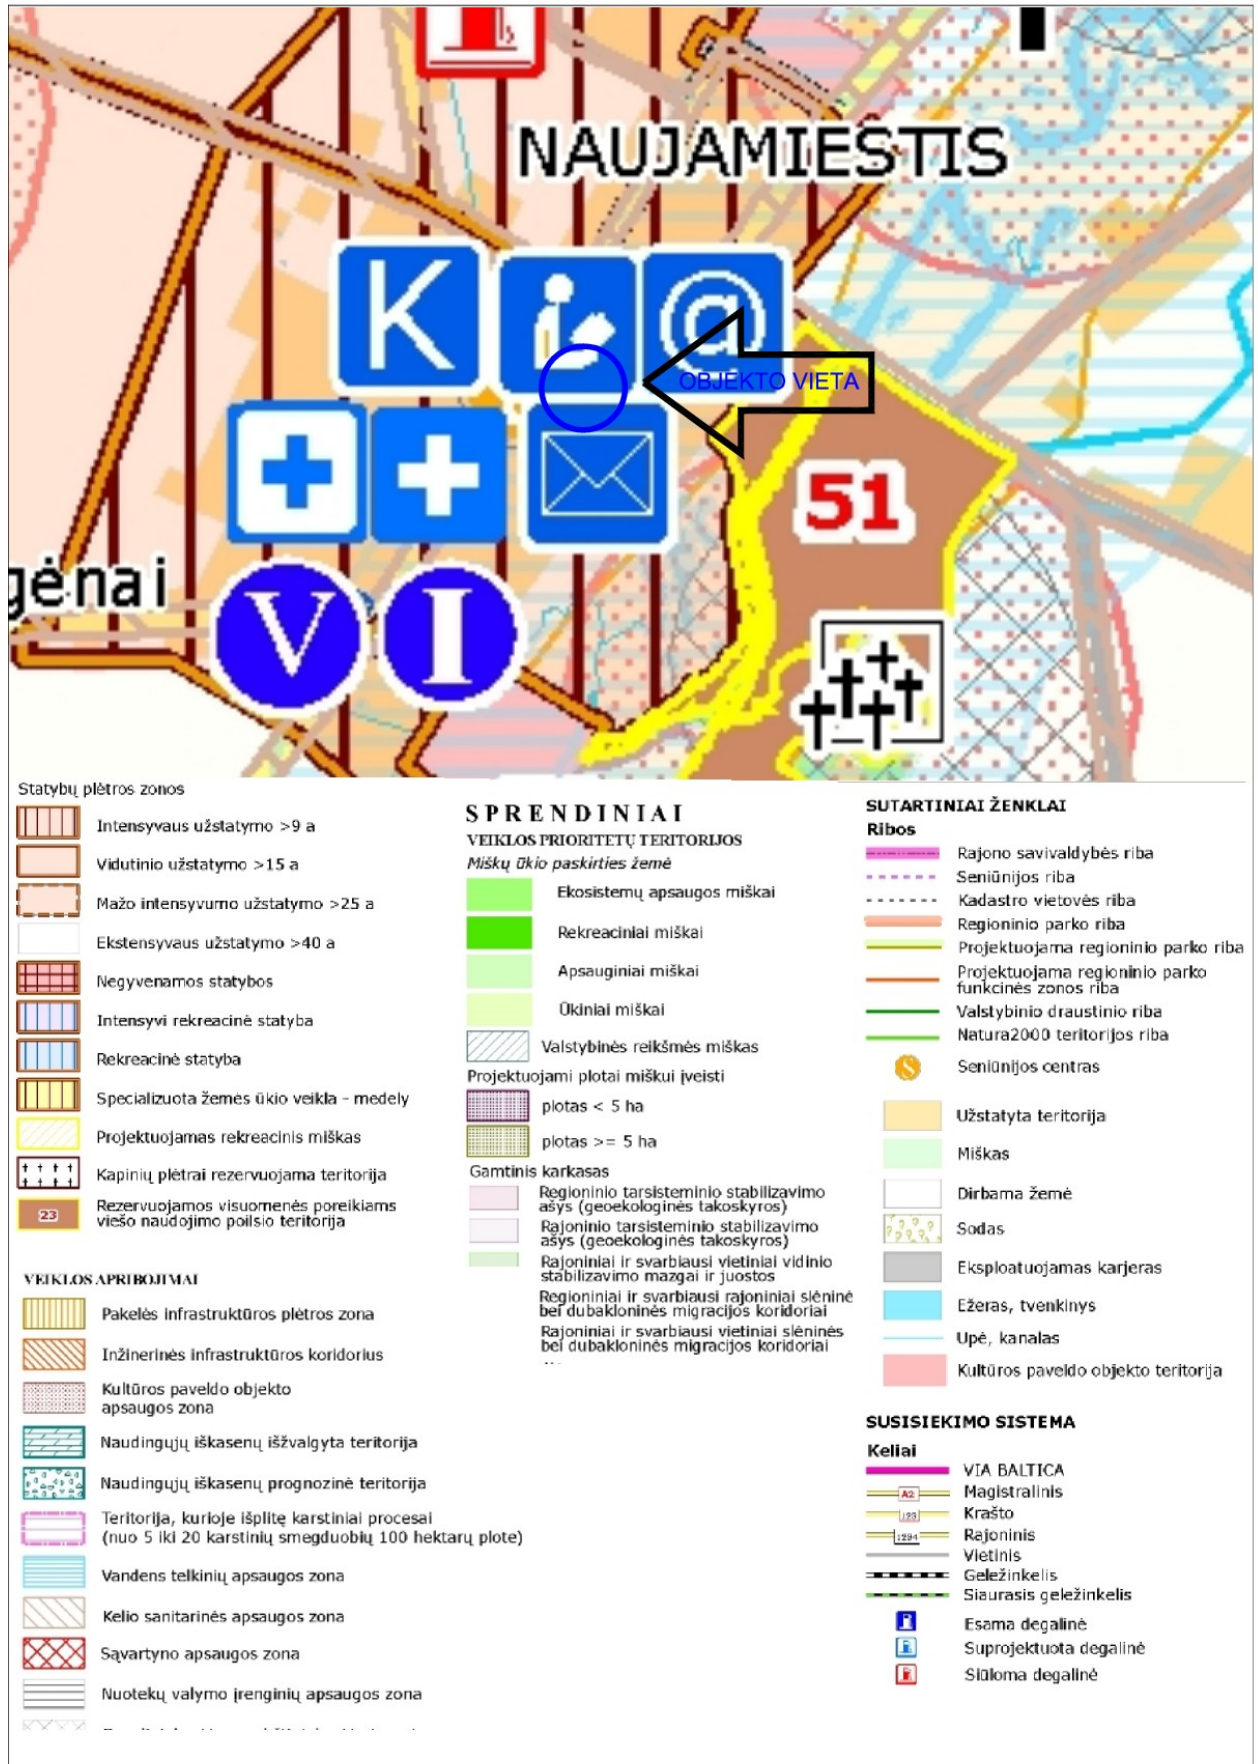 NAUJAMIESTIS
K
@
OBJEKTO VIETA
51
gėnai
V
I
Statybų plėtros zonos
Intensyvaus užstatymo >9 a
Vidutinio užstatymo >15 a
Mažo intensyvumo užstatymo >25 a
Ekstensyvaus užstatymo >40 a
Negyvenamos statybos
Intensyvi rekreacinė statyba
Rekreacinė statyba
Specializuota žemės ūkio veikla - medely
Projektuojamas rekreacinis miškas
Kapinių plėtrai rezervuojama teritorija
23
Rezervuojamos visuomenės poreikiams
viešo naudojimo poilsio teritorija
VEIKLOS APRIBOJIMAI
Pakelės infrastruktūros plėtros zona
Inžinerinės infrastruktūros koridorius
Kultūros paveldo objekto
apsaugos zona
Naudingųjų iškasenų išžvalgyta teritorija
Naudingųjų iškasenų prognozinė teritorija
Teritorija, kurioje išplitę karstiniai procesai
(nuo 5 iki 20 karstinių smegduobių 100 hektarų plote)
Vandens telkinių apsaugos zona
Kelio sanitarinės apsaugos zona
Sąvartyno apsaugos zona
Nuotekų valymo įrenginių apsaugos zona
SPRENDINIAI
VEIKLOS PRIORITETŲ TERITORIJOS
Miškų ūkio paskirties žemė
Ekosistemų apsaugos miškai
Rekreaciniai miškai
Apsauginiai miškai
Ūkiniai miškai
Valstybinės reikšmės miškas
Projektuojami plotai miškui įveisti
plotas < 5 ha
plotas >= 5 ha
Gamtinis karkasas
Regioninio tarsisteminio stabilizavimo
ašys (geoekologinės takoskyros)
Rajoninio tarsisteminio stabilizavimo
ašys (geoekologinės takoskyros)
Rajoniniai ir svarbiausi vietiniai vidinio
stabilizavimo mazgai ir juostos
Regioniniai ir svarbiausi rajoniniai slėninė
bei dubakloninės migracijos koridoriai
Rajoniniai ir svarbiausi vietiniai slėninės
bei dubakloninės migracijos koridoriai
SUTARTINIAI ŽENKLAI
Ribos
Rajono savivaldybės riba
Seniūnijos riba
Kadastro vietovės riba
Regioninio parko riba
Projektuojama regioninio parko riba
Projektuojama regioninio parko
funkcinės zonos riba
Valstybinio draustinio riba
Natura2000 teritorijos riba
S
Seniūnijos centras
Užstatyta teritorija
Miškas
Dirbama žemė
Sodas
Eksploatuojamas karjeras
Ežeras, tvenkinys
Upė, kanalas
Kultūros paveldo objekto teritorija
SUSISIEKIMO SISTEMA
Keliai
VIA BALTICA
A2 Magistralinis
123 Krašto
1294 Rajoninis
Vietinis
Geležinkelis
Siaurasis geležinkelis
Esama degalinė
Suprojektuota degalinė
Siūloma degalinė